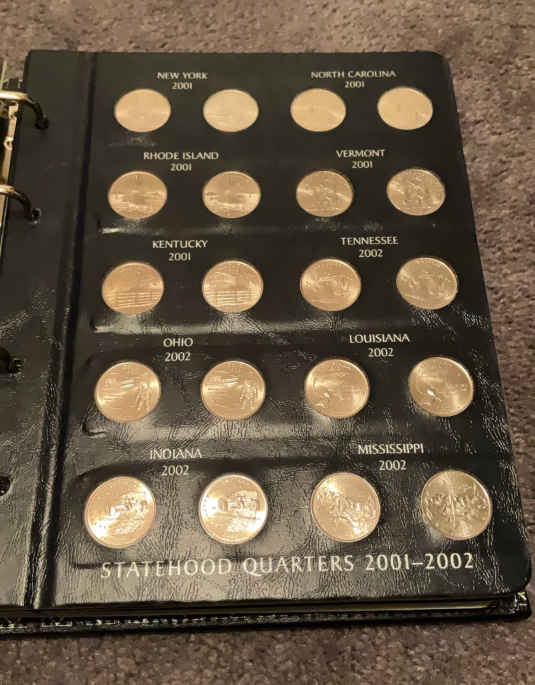 NEW YORK
2001
NORTH CAROLINA
2001
RHODE ISLAND
2001
VERMONT
2001
KENTUCKY
2001
TENNESSEE
2002
OHIO
2002
LOUISIANA
2002
INDIANA
2002
MISSISSIPPI
2002
STATEHOOD QUARTERS 2001–2002